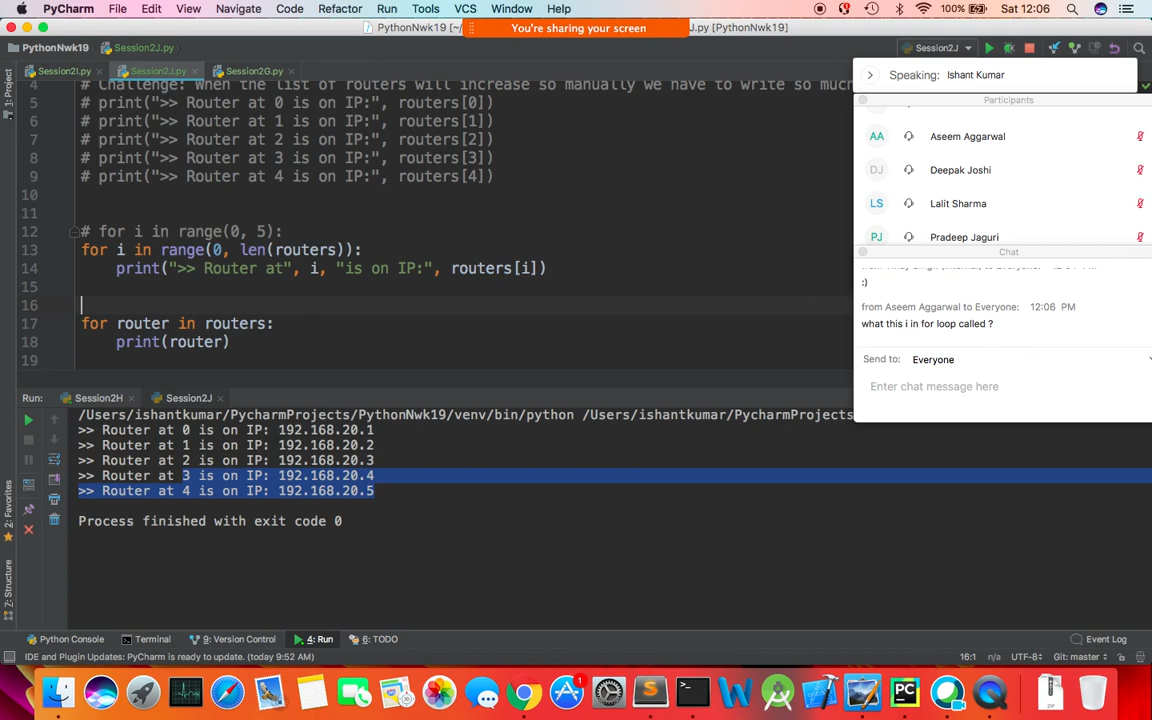 PyCharm File Edit View Navigate Code Refactor Run Tools VCS Window Help 100% Sat 12:06
PythonNwk19 [~/ You're sharing your screen J.py [PythonNwk19]
PythonNwk19 Session2J.py Session2J
Session2I.py Session2J.py Session2G.py
1: Project
4 # Challenge: When the list of routers will increase so manually we have to write so much
5 # print(">> Router at 0 is on IP:", routers[0])
6 # print(">> Router at 1 is on IP:", routers[1])
7 # print(">> Router at 2 is on IP:", routers[2])
8 # print(">> Router at 3 is on IP:", routers[3])
9 # print(">> Router at 4 is on IP:", routers[4])
10
11
12 # for i in range(0, 5):
13 for i in range(0, len(routers)):
14 print(">> Router at", i, "is on IP:", routers[i])
15
16
17 for router in routers:
18 print(router)
19
Speaking: Ishant Kumar
Participants
AA Aseem Aggarwal
DJ Deepak Joshi
LS Lalit Sharma
PJ Pradeep Jaguri
Chat
:)
from Aseem Aggarwal to Everyone: 12:06 PM
what this i in for loop called ?
Send to: Everyone
Enter chat message here
Run: Session2H Session2J
/Users/ishantkumar/PycharmProjects/PythonNwk19/venv/bin/python /Users/ishantkumar/PycharmProjects
>> Router at 0 is on IP: 192.168.20.1
>> Router at 1 is on IP: 192.168.20.2
>> Router at 2 is on IP: 192.168.20.3
>> Router at 3 is on IP: 192.168.20.4
>> Router at 4 is on IP: 192.168.20.5
Process finished with exit code 0
2: Favorites
7: Structure
Python Console Terminal 9: Version Control 4: Run 6: TODO Event Log
IDE and Plugin Updates: PyCharm is ready to update. (today 9:52 AM) 16:1 n/a UTF-8 Git: master